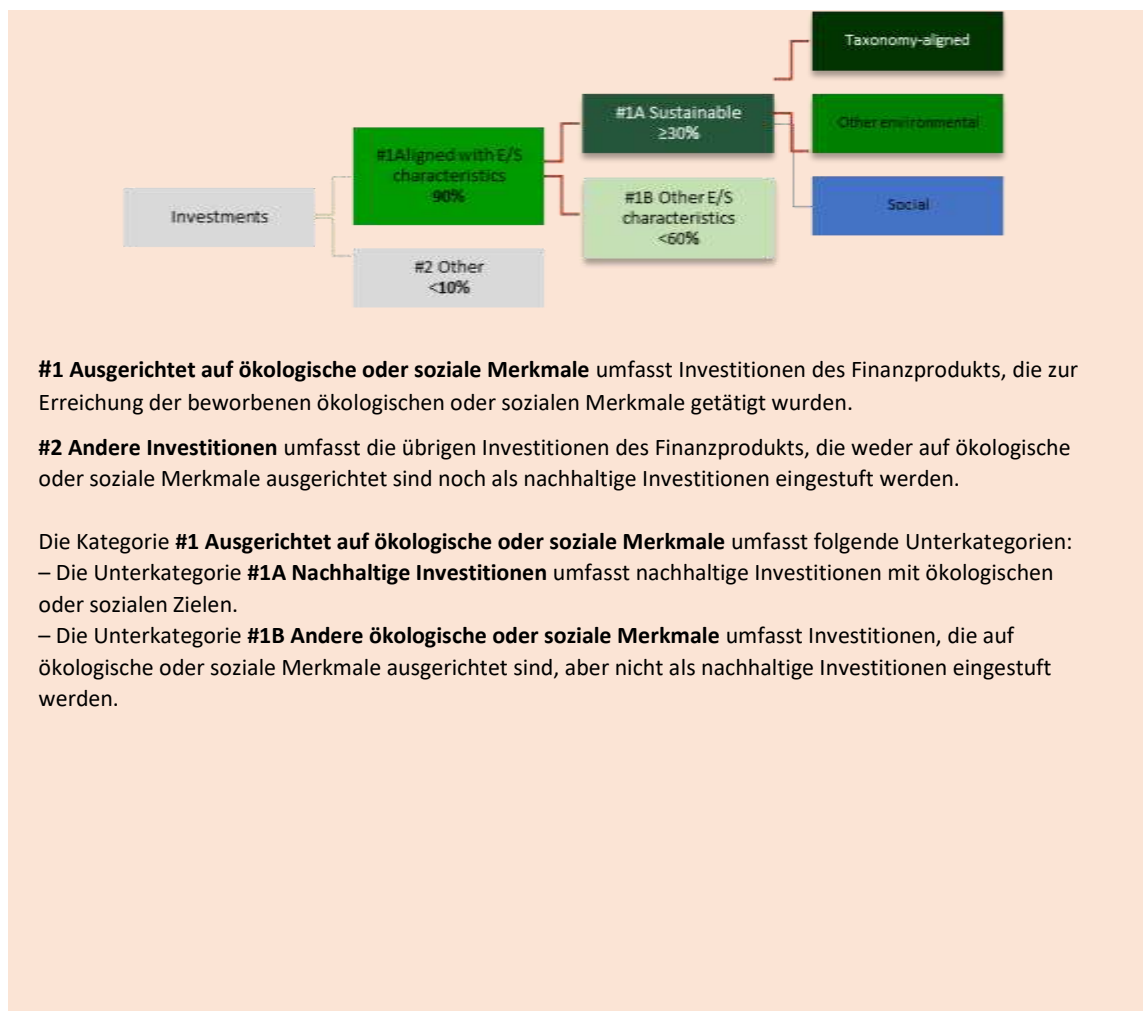 Taxonomy-aligned
#1A Sustainable
≥30%
Other environmental
#1Aligned with E/S
characteristics
90%
#1B Other E/S
characteristics
<60%
Social
Investments
#2 Other
<10%
#1 Ausgerichtet auf ökologische oder soziale Merkmale umfasst Investitionen des Finanzprodukts, die zur
Erreichung der beworbenen ökologischen oder sozialen Merkmale getätigt wurden.
#2 Andere Investitionen umfasst die übrigen Investitionen des Finanzprodukts, die weder auf ökologische
oder soziale Merkmale ausgerichtet sind noch als nachhaltige Investitionen eingestuft werden.
Die Kategorie #1 Ausgerichtet auf ökologische oder soziale Merkmale umfasst folgende Unterkategorien:
– Die Unterkategorie #1A Nachhaltige Investitionen umfasst nachhaltige Investitionen mit ökologischen
oder sozialen Zielen.
– Die Unterkategorie #1B Andere ökologische oder soziale Merkmale umfasst Investitionen, die auf
ökologische oder soziale Merkmale ausgerichtet sind, aber nicht als nachhaltige Investitionen eingestuft
werden.